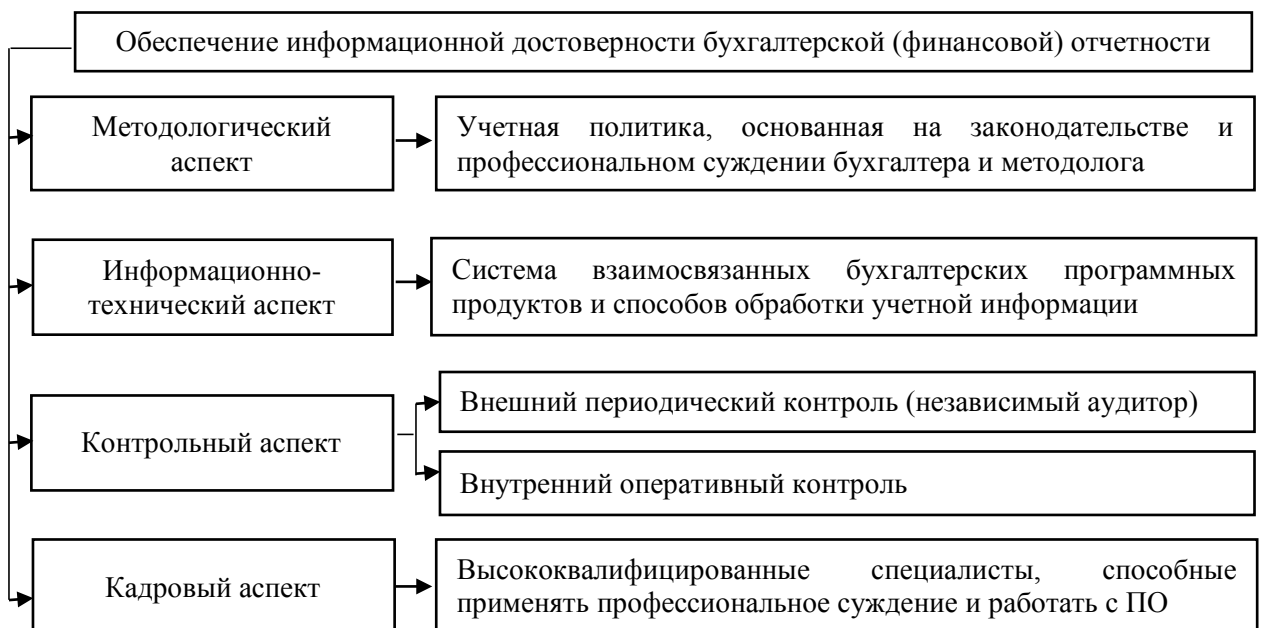 Обеспечение информационной достоверности бухгалтерской (финансовой) отчетности
Методологический
аспект
Учетная политика, основанная на законодательстве и
профессиональном суждении бухгалтера и методолога
Информационно-
технический аспект
Система взаимосвязанных бухгалтерских программных
продуктов и способов обработки учетной информации
Контрольный аспект
Внешний периодический контроль (независимый аудитор)
Внутренний оперативный контроль
Кадровый аспект
Высококвалифицированные специалисты, способные
применять профессиональное суждение и работать с ПО